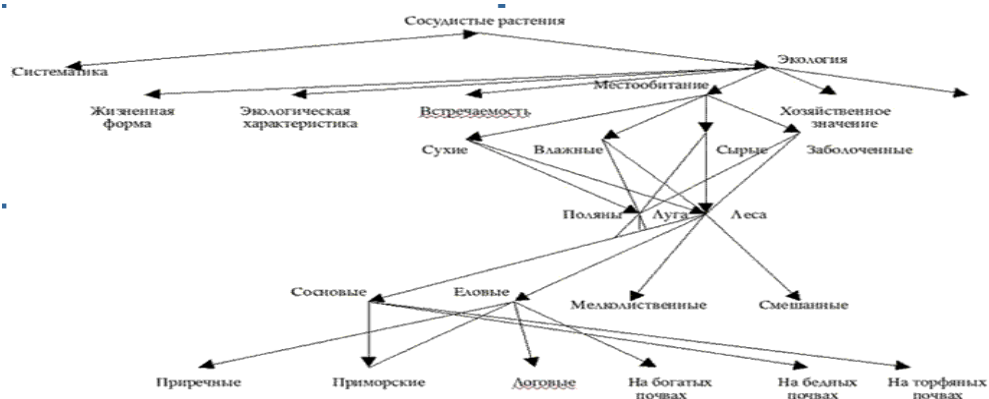 Сосудистые растения
Экология
Систематика
Местообитание
Жизненная
форма
Экологическая
характеристика
Встречаемость
Хозяйственное
значение
Сухие
Влажные
Сырые
Заболоченные
Поляны
Луга
Леса
Сосновые
Еловые
Мелколиственные
Смешанные
Приречные
Приморские
Логовые
На богатых
почвах
На бедных
почвах
На торфяных
почвах